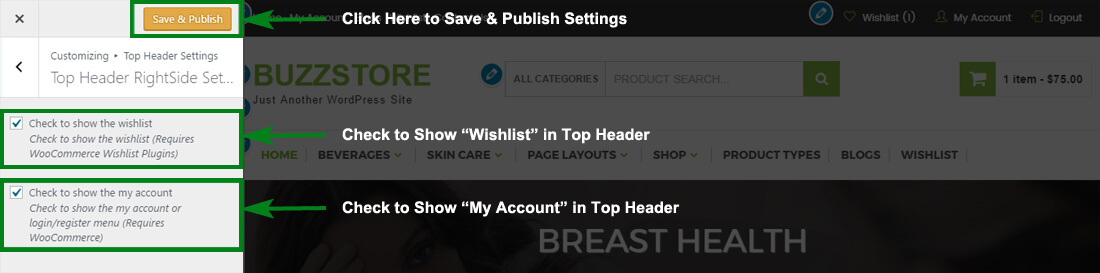 × Save & Publish
Click Here to Save & Publish Settings
My Account
Wishlist (1) My Account Logout
Customizing ▸ Top Header Settings
Top Header RightSide Set...
BUZZSTORE
Just Another WordPress Site
ALL CATEGORIES PRODUCT SEARCH...
1 item - $75.00
Check to show the wishlist
Check to show the wishlist (Requires
WooCommerce Wishlist Plugins)
Check to Show “Wishlist” in Top Header
HOME BEVERAGES SKIN CARE PAGE LAYOUTS SHOP PRODUCT TYPES BLOGS WISHLIST
Check to show the my account
Check to show the my account or
login/register menu (Requires
WooCommerce)
Check to Show “My Account” in Top Header
BREAST HEALTH